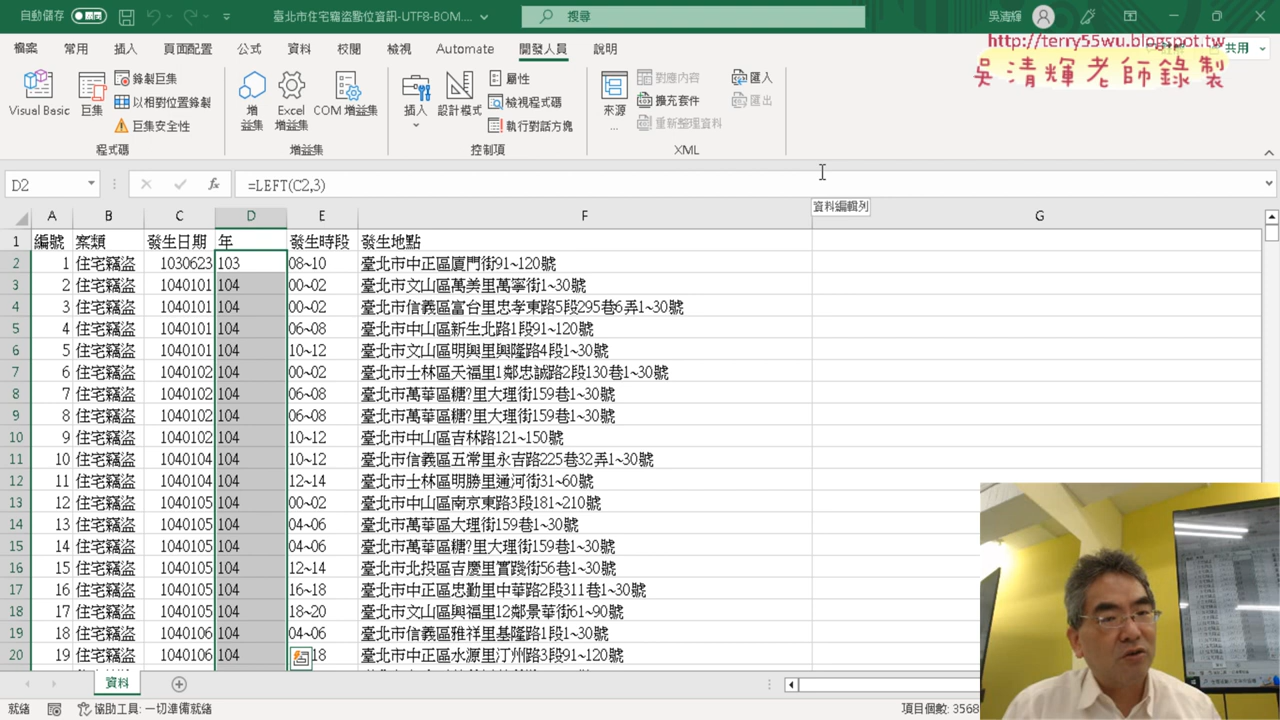 自動儲存 臺北市住宅竊盜點位資訊-UTF8-BOM.... 搜尋 吳清輝
http://terry55wu.blogspot.tw
吳清輝老師錄製
檔案 常用 插入 頁面配置 公式 資料 校閱 檢視 Automate 開發人員 說明 共用
Visual Basic 巨集 錄製巨集 以相對位置錄製 巨集安全性 程式碼
增益集 Excel 增益集 COM 增益集 增益集
插入 設計模式 屬性 檢視程式碼 執行對話方塊 控制項
來源... 對應內容 擴充套件 重新整理資料 匯入 匯出 XML
D2 =LEFT(C2,3)
資料編輯列
A B C D E F G
1 編號 案類 發生日期 年 發生時段 發生地點
2 1 住宅竊盜 1030623 103 08~10 臺北市中正區廈門街91~120號
3 2 住宅竊盜 1040101 104 00~02 臺北市文山區萬美里萬寧街1~30號
4 3 住宅竊盜 1040101 104 00~02 臺北市信義區富台里忠孝東路5段295巷6弄1~30號
5 4 住宅竊盜 1040101 104 06~08 臺北市中山區新生北路1段91~120號
6 5 住宅竊盜 1040101 104 10~12 臺北市文山區明興里興隆路4段1~30號
7 6 住宅竊盜 1040102 104 00~02 臺北市士林區天福里1鄰忠誠路2段130巷1~30號
8 7 住宅竊盜 1040102 104 06~08 臺北市萬華區糖?里大理街159巷1~30號
9 8 住宅竊盜 1040102 104 06~08 臺北市萬華區糖?里大理街159巷1~30號
10 9 住宅竊盜 1040102 104 10~12 臺北市中山區吉林路121~150號
11 10 住宅竊盜 1040104 104 10~12 臺北市信義區五常里永吉路225巷32弄1~30號
12 11 住宅竊盜 1040104 104 12~14 臺北市士林區明勝里通河街31~60號
13 12 住宅竊盜 1040105 104 00~02 臺北市中山區南京東路3段181~210號
14 13 住宅竊盜 1040105 104 04~06 臺北市萬華區大理街159巷1~30號
15 14 住宅竊盜 1040105 104 04~06 臺北市萬華區糖?里大理街159巷1~30號
16 15 住宅竊盜 1040105 104 12~14 臺北市北投區吉慶里實踐街56巷1~30號
17 16 住宅竊盜 1040105 104 16~18 臺北市中正區忠勤里中華路2段311巷1~30號
18 17 住宅竊盜 1040105 104 18~20 臺北市文山區興福里12鄰景華街61~90號
19 18 住宅竊盜 1040106 104 04~06 臺北市信義區雅祥里基隆路1段1~30號
20 19 住宅竊盜 1040106 104 18 臺北市中正區水源里汀州路3段91~120號
資料
就緒 協助工具: 一切準備就緒 項目個數: 3568